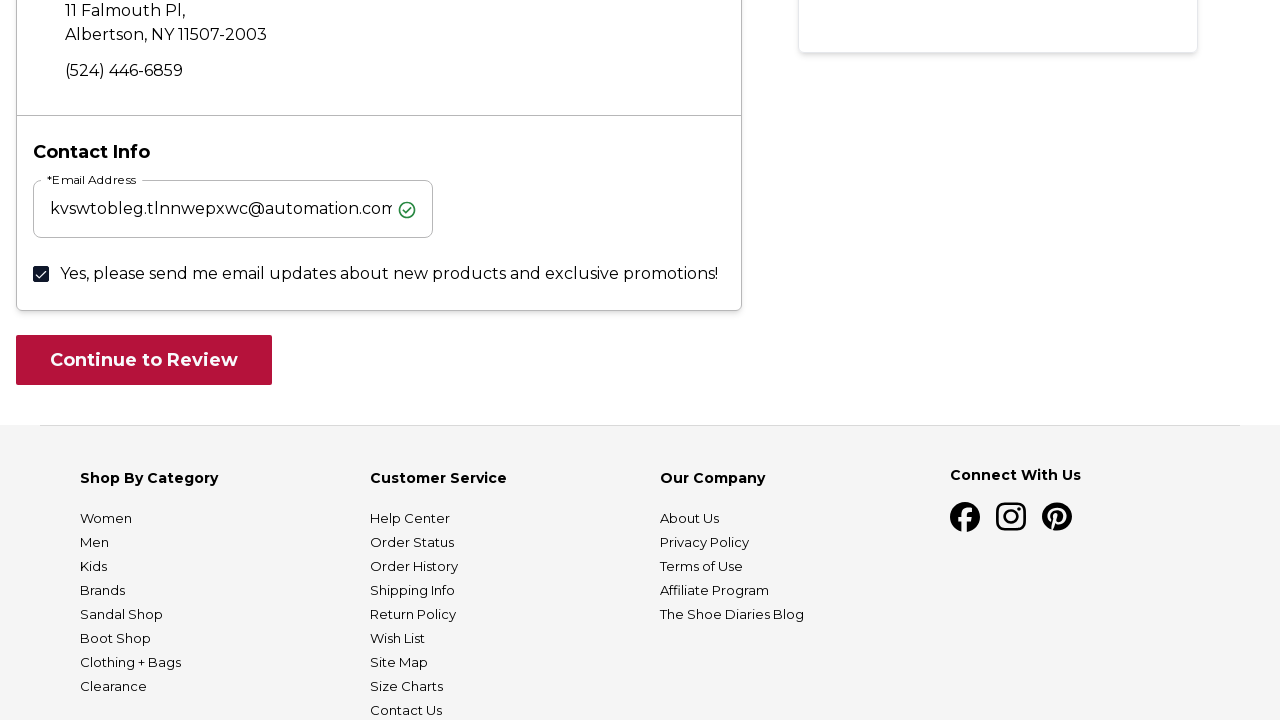 11 Falmouth Pl,
Albertson, NY 11507-2003
(524) 446-6859
Contact Info
*Email Address
kvswtobleg.tlnnwepxwc@automation.com
Yes, please send me email updates about new products and exclusive promotions!
Continue to Review
Shop By Category
Women
Men
Kids
Brands
Sandal Shop
Boot Shop
Clothing + Bags
Clearance
Customer Service
Help Center
Order Status
Order History
Shipping Info
Return Policy
Wish List
Site Map
Size Charts
Contact Us
Our Company
About Us
Privacy Policy
Terms of Use
Affiliate Program
The Shoe Diaries Blog
Connect With Us